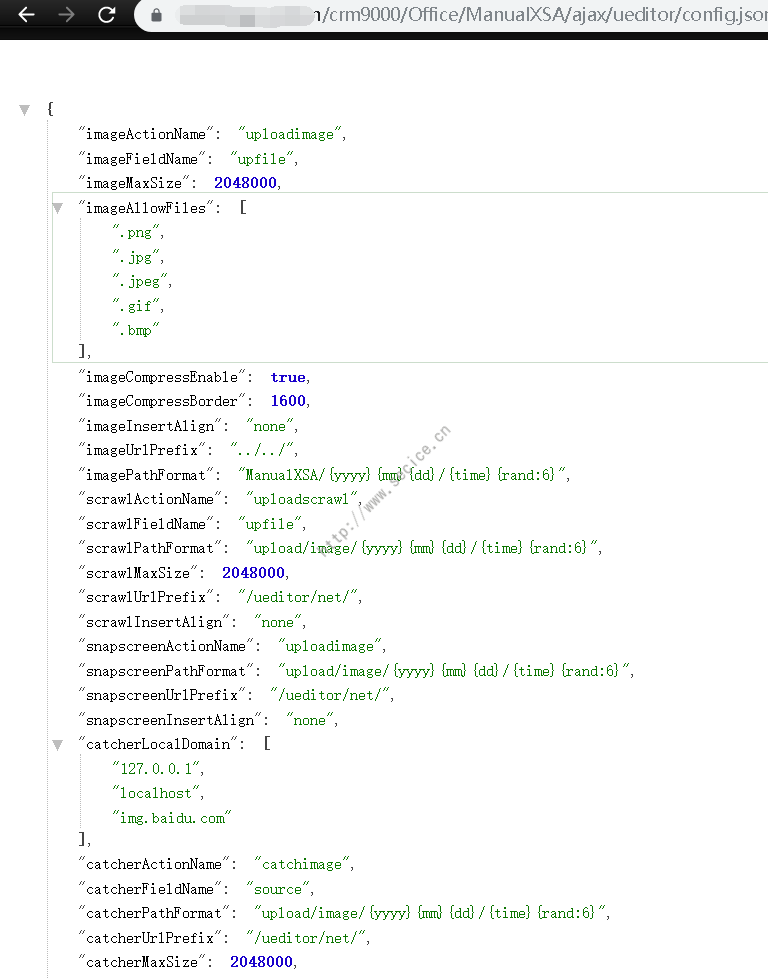 /crm9000/Office/ManualXSA/ajax/ueditor/config.json
{
"imageActionName": "uploadimage",
"imageFieldName": "upfile",
"imageMaxSize": 2048000,
"imageAllowFiles": [
".png",
".jpg",
".jpeg",
".gif",
".bmp"
],
"imageCompressEnable": true,
"imageCompressBorder": 1600,
"imageInsertAlign": "none",
"imageUrlPrefix": "../../",
"imagePathFormat": "ManualXSA/{yyyy}{mm}{dd}/{time}{rand:6}",
"scrawlActionName": "uploadscrawl",
"scrawlFieldName": "upfile",
"scrawlPathFormat": "upload/image/{yyyy}{mm}{dd}/{time}{rand:6}",
"scrawlMaxSize": 2048000,
"scrawlUrlPrefix": "/ueditor/net/",
"scrawlInsertAlign": "none",
"snapscreenActionName": "uploadimage",
"snapscreenPathFormat": "upload/image/{yyyy}{mm}{dd}/{time}{rand:6}",
"snapscreenUrlPrefix": "/ueditor/net/",
"snapscreenInsertAlign": "none",
"catcherLocalDomain": [
"127.0.0.1",
"localhost",
"img.baidu.com"
],
"catcherActionName": "catchimage",
"catcherFieldName": "source",
"catcherPathFormat": "upload/image/{yyyy}{mm}{dd}/{time}{rand:6}",
"catcherUrlPrefix": "/ueditor/net/",
"catcherMaxSize": 2048000,
http://www.secice.cn